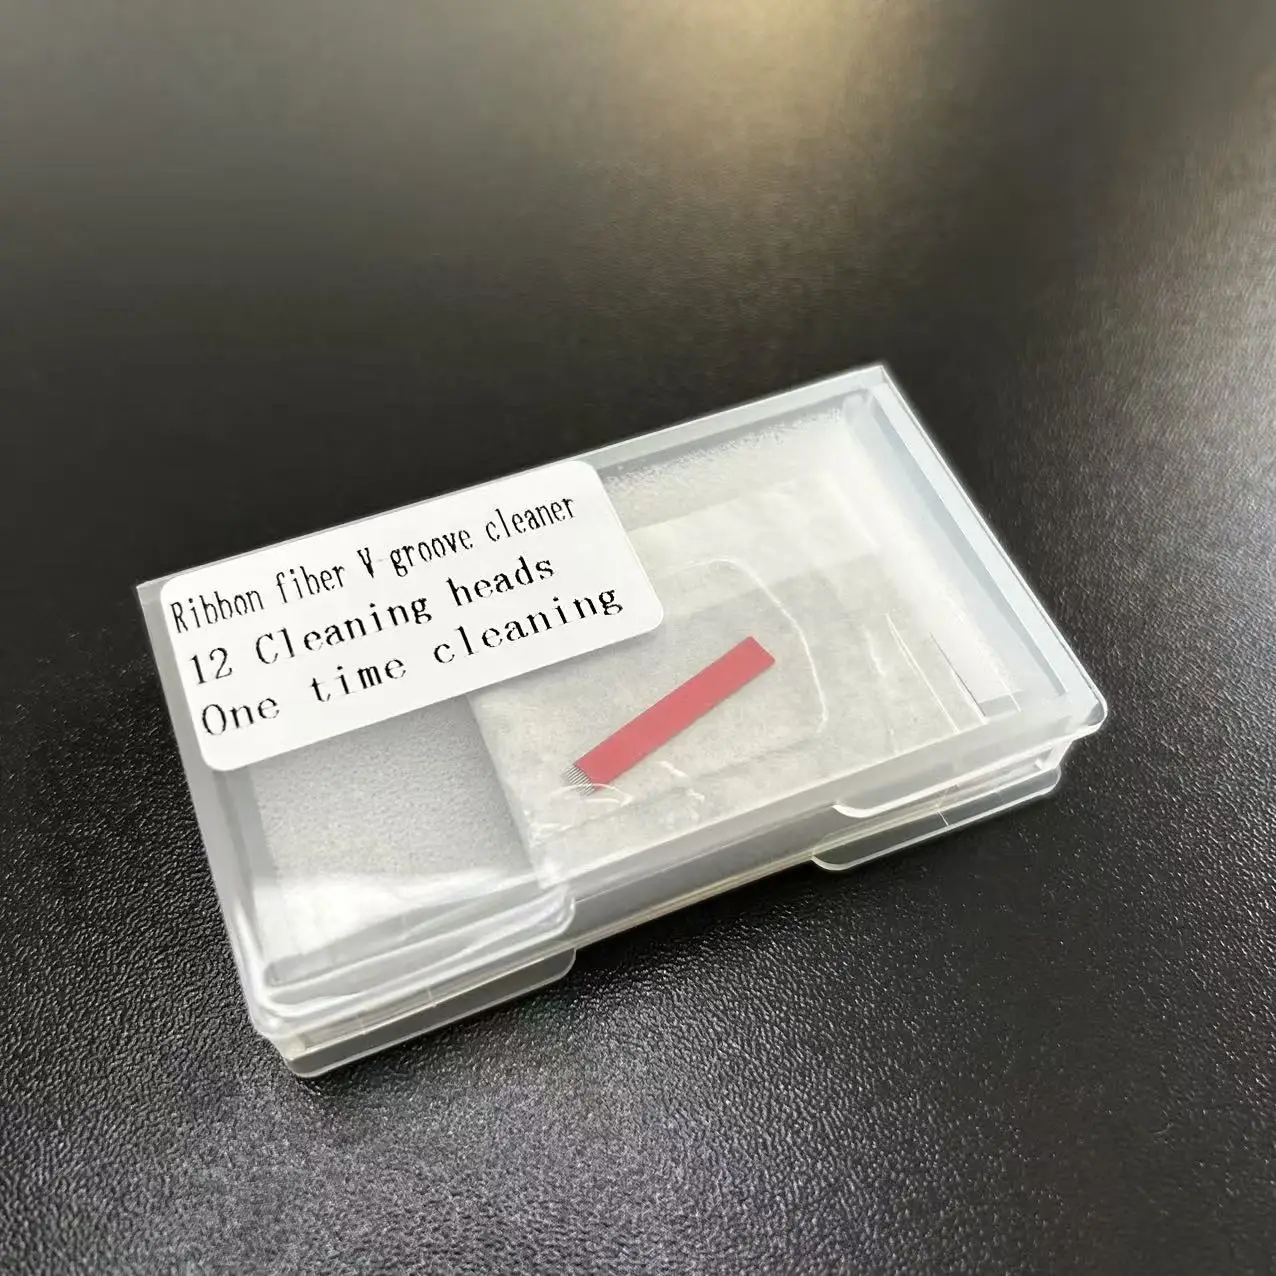 Ribbon fiber V-groove cleaner
12 Cleaning heads
One time cleaning